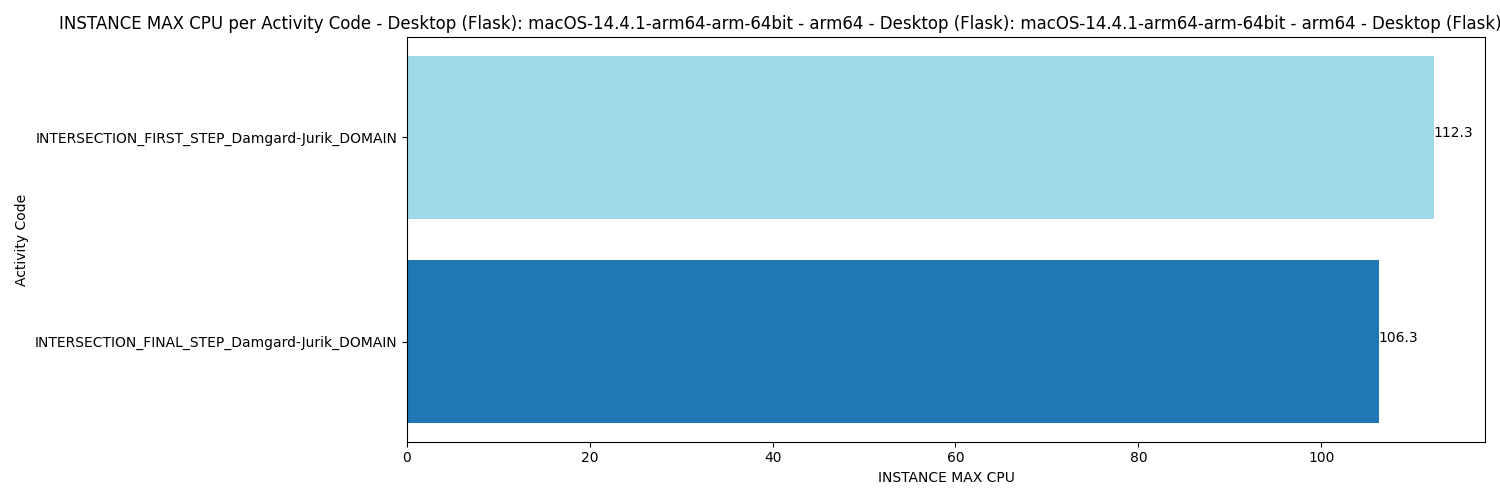 INSTANCE MAX CPU per Activity Code - Desktop (Flask): macOS-14.4.1-arm64-arm-64bit - arm64 - Desktop (Flask): macOS-14.4.1-arm64-arm-64bit - arm64 - Desktop (Flask)
INTERSECTION_FIRST_STEP_Damgard-Jurik_DOMAIN
112.3
Activity Code
INTERSECTION_FINAL_STEP_Damgard-Jurik_DOMAIN
106.3
0 20 40 60 80 100
INSTANCE MAX CPU